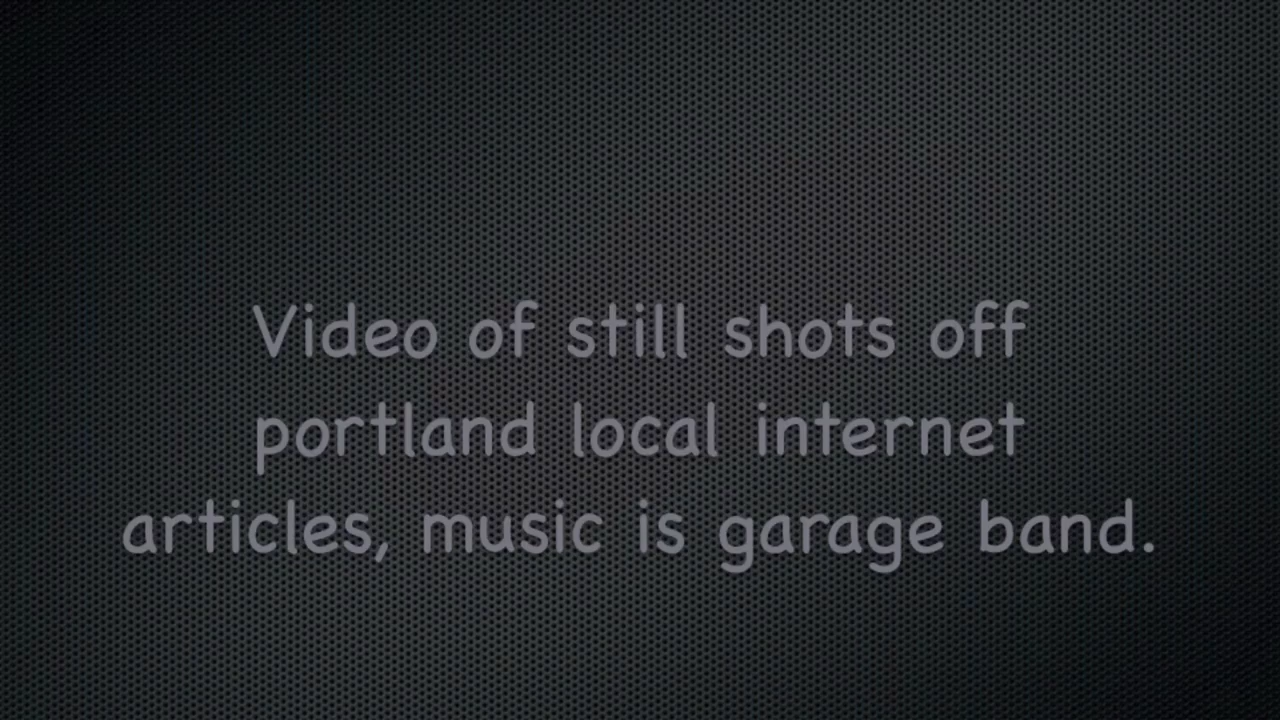 Video of still shots off
portland local internet
articles, music is garage band.